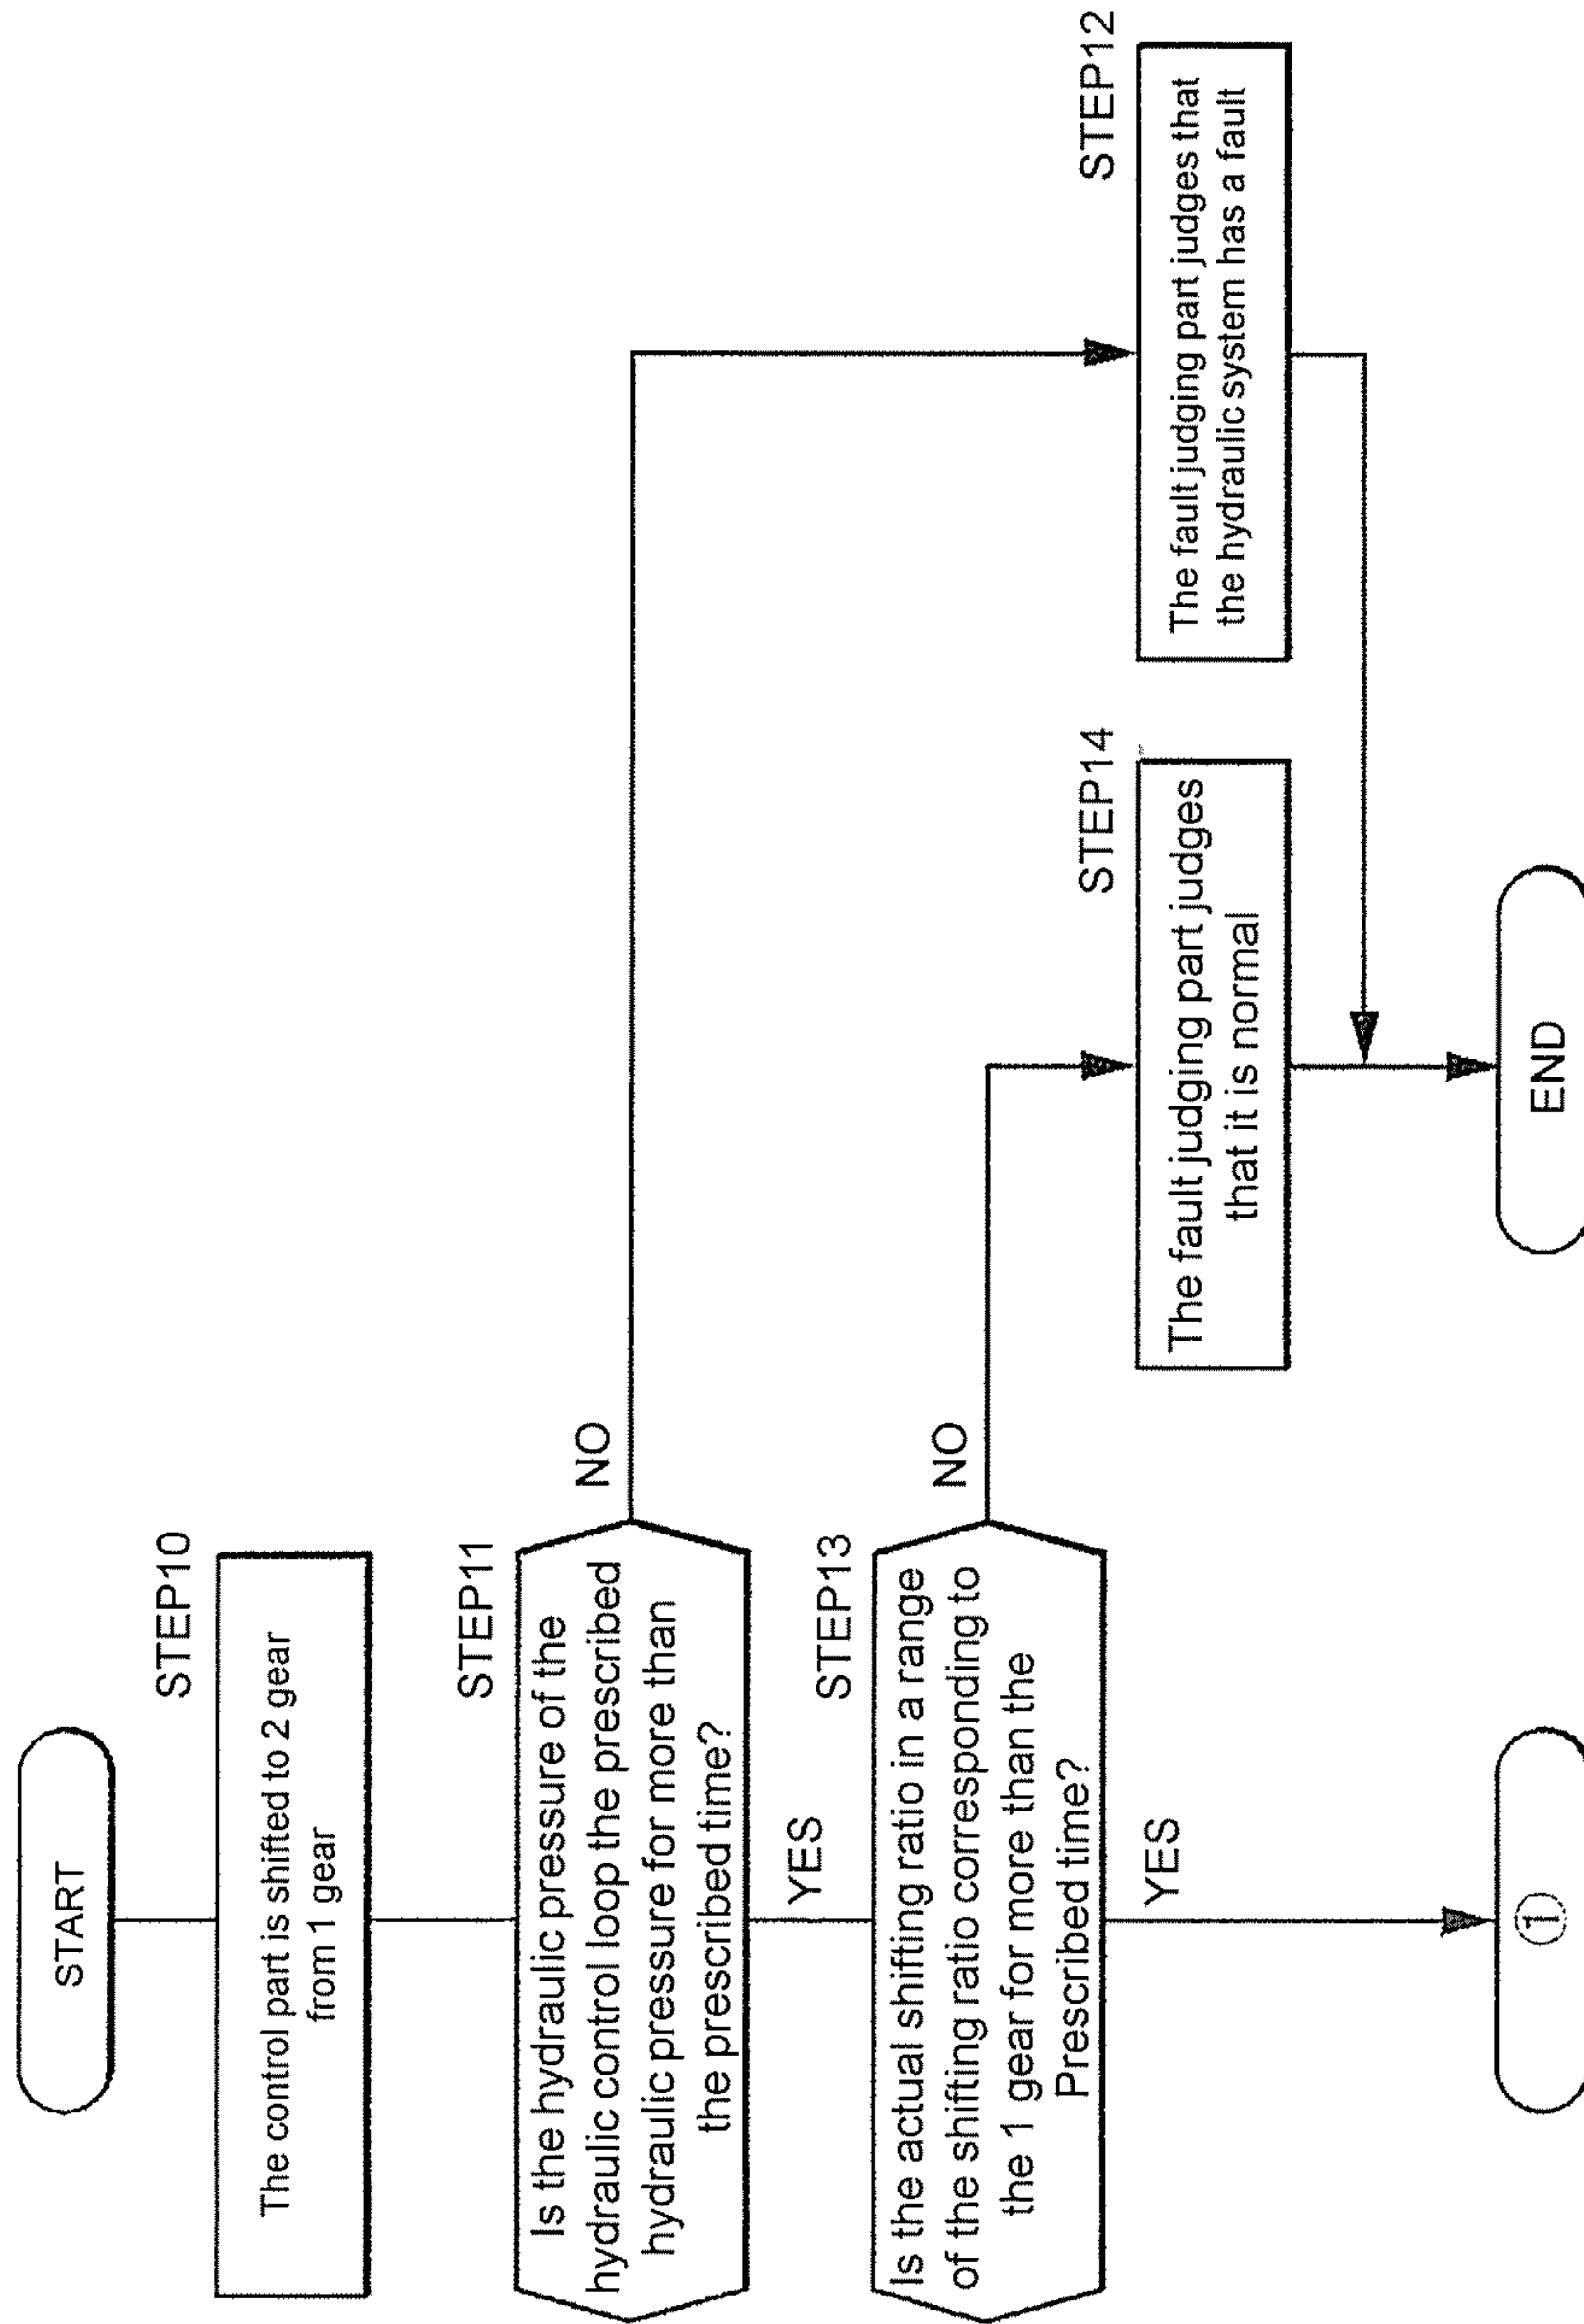 START
STEP10
The control part is shifted to 2 gear
from 1 gear
STEP11
Is the hydraulic pressure of the
hydraulic control loop the prescribed
hydraulic pressure for more than
the prescribed time?
NO
YES
STEP13
Is the actual shifting ratio in a range
of the shifting ratio corresponding to
the 1 gear for more than the
Prescribed time?
NO
YES
STEP14
The fault judging part judges
that it is normal
STEP12
The fault judging part judges that
the hydraulic system has a fault
①
END